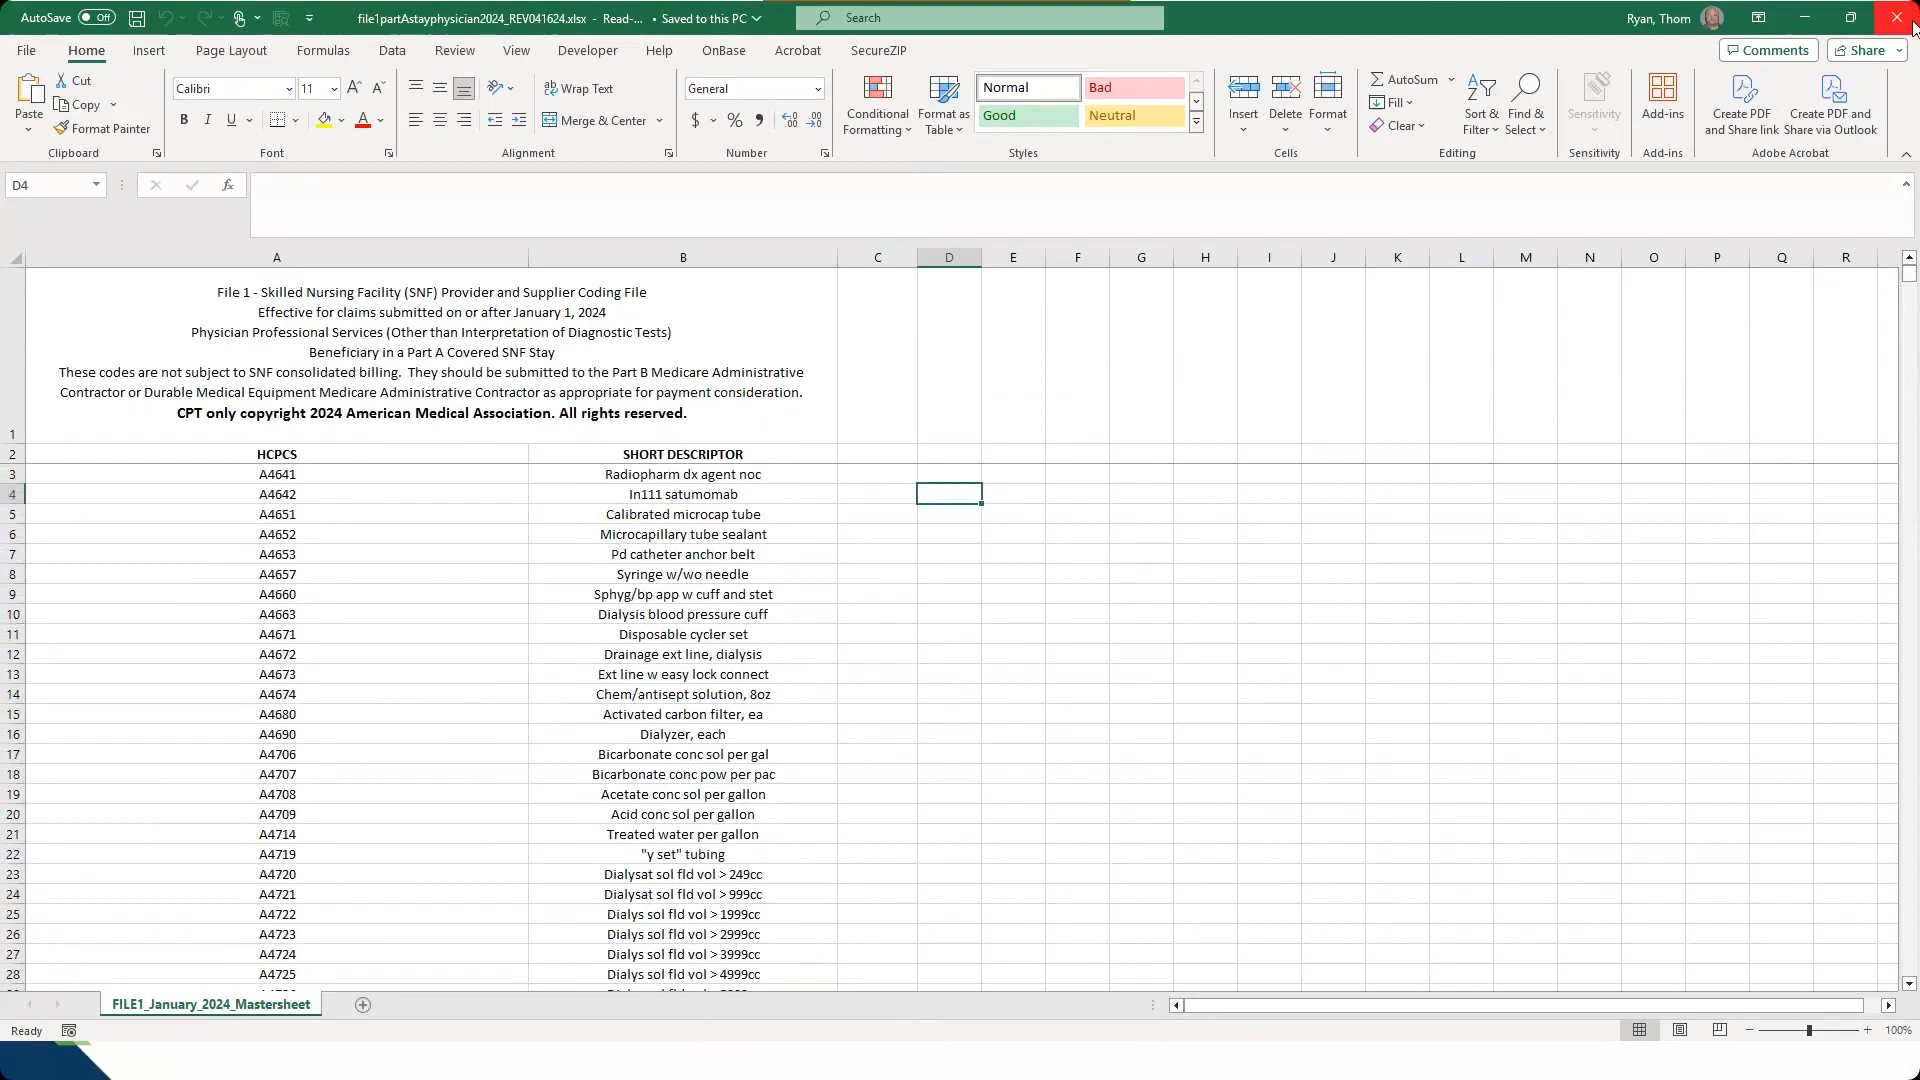 AutoSave Off file1partAstayphysician2024_REV041624.xlsx - Read-... • Saved to this PC Search Ryan, Thom
File Home Insert Page Layout Formulas Data Review View Developer Help OnBase Acrobat SecureZIP Comments Share
Paste Cut Copy Format Painter Clipboard
Calibri 11 A A B I U A Font
Wrap Text Merge & Center Alignment
General $ % Number
Conditional Formatting Format as Table Normal Bad Good Neutral Styles
Insert Delete Format Cells
AutoSum Fill Clear Sort & Filter Find & Select Editing
Sensitivity Sensitivity
Add-ins Add-ins
Create PDF and Share link Create PDF and Share via Outlook Adobe Acrobat
D4 fx
A B C D E F G H I J K L M N O P Q R
File 1 - Skilled Nursing Facility (SNF) Provider and Supplier Coding File
Effective for claims submitted on or after January 1, 2024
Physician Professional Services (Other than Interpretation of Diagnostic Tests)
Beneficiary in a Part A Covered SNF Stay
These codes are not subject to SNF consolidated billing. They should be submitted to the Part B Medicare Administrative
Contractor or Durable Medical Equipment Medicare Administrative Contractor as appropriate for payment consideration.
CPT only copyright 2024 American Medical Association. All rights reserved.
1
2 HCPCS SHORT DESCRIPTOR
3 A4641 Radiopharm dx agent noc
4 A4642 In111 satumomab
5 A4651 Calibrated microcap tube
6 A4652 Microcapillary tube sealant
7 A4653 Pd catheter anchor belt
8 A4657 Syringe w/wo needle
9 A4660 Sphyg/bp app w cuff and stet
10 A4663 Dialysis blood pressure cuff
11 A4671 Disposable cycler set
12 A4672 Drainage ext line, dialysis
13 A4673 Ext line w easy lock connect
14 A4674 Chem/antisept solution, 8oz
15 A4680 Activated carbon filter, ea
16 A4690 Dialyzer, each
17 A4706 Bicarbonate conc sol per gal
18 A4707 Bicarbonate conc pow per pac
19 A4708 Acetate conc sol per gallon
20 A4709 Acid conc sol per gallon
21 A4714 Treated water per gallon
22 A4719 "y set" tubing
23 A4720 Dialysat sol fld vol > 249cc
24 A4721 Dialysat sol fld vol > 999cc
25 A4722 Dialys sol fld vol > 1999cc
26 A4723 Dialys sol fld vol > 2999cc
27 A4724 Dialys sol fld vol > 3999cc
28 A4725 Dialys sol fld vol > 4999cc
FILE1_January_2024_Mastersheet
Ready 100%